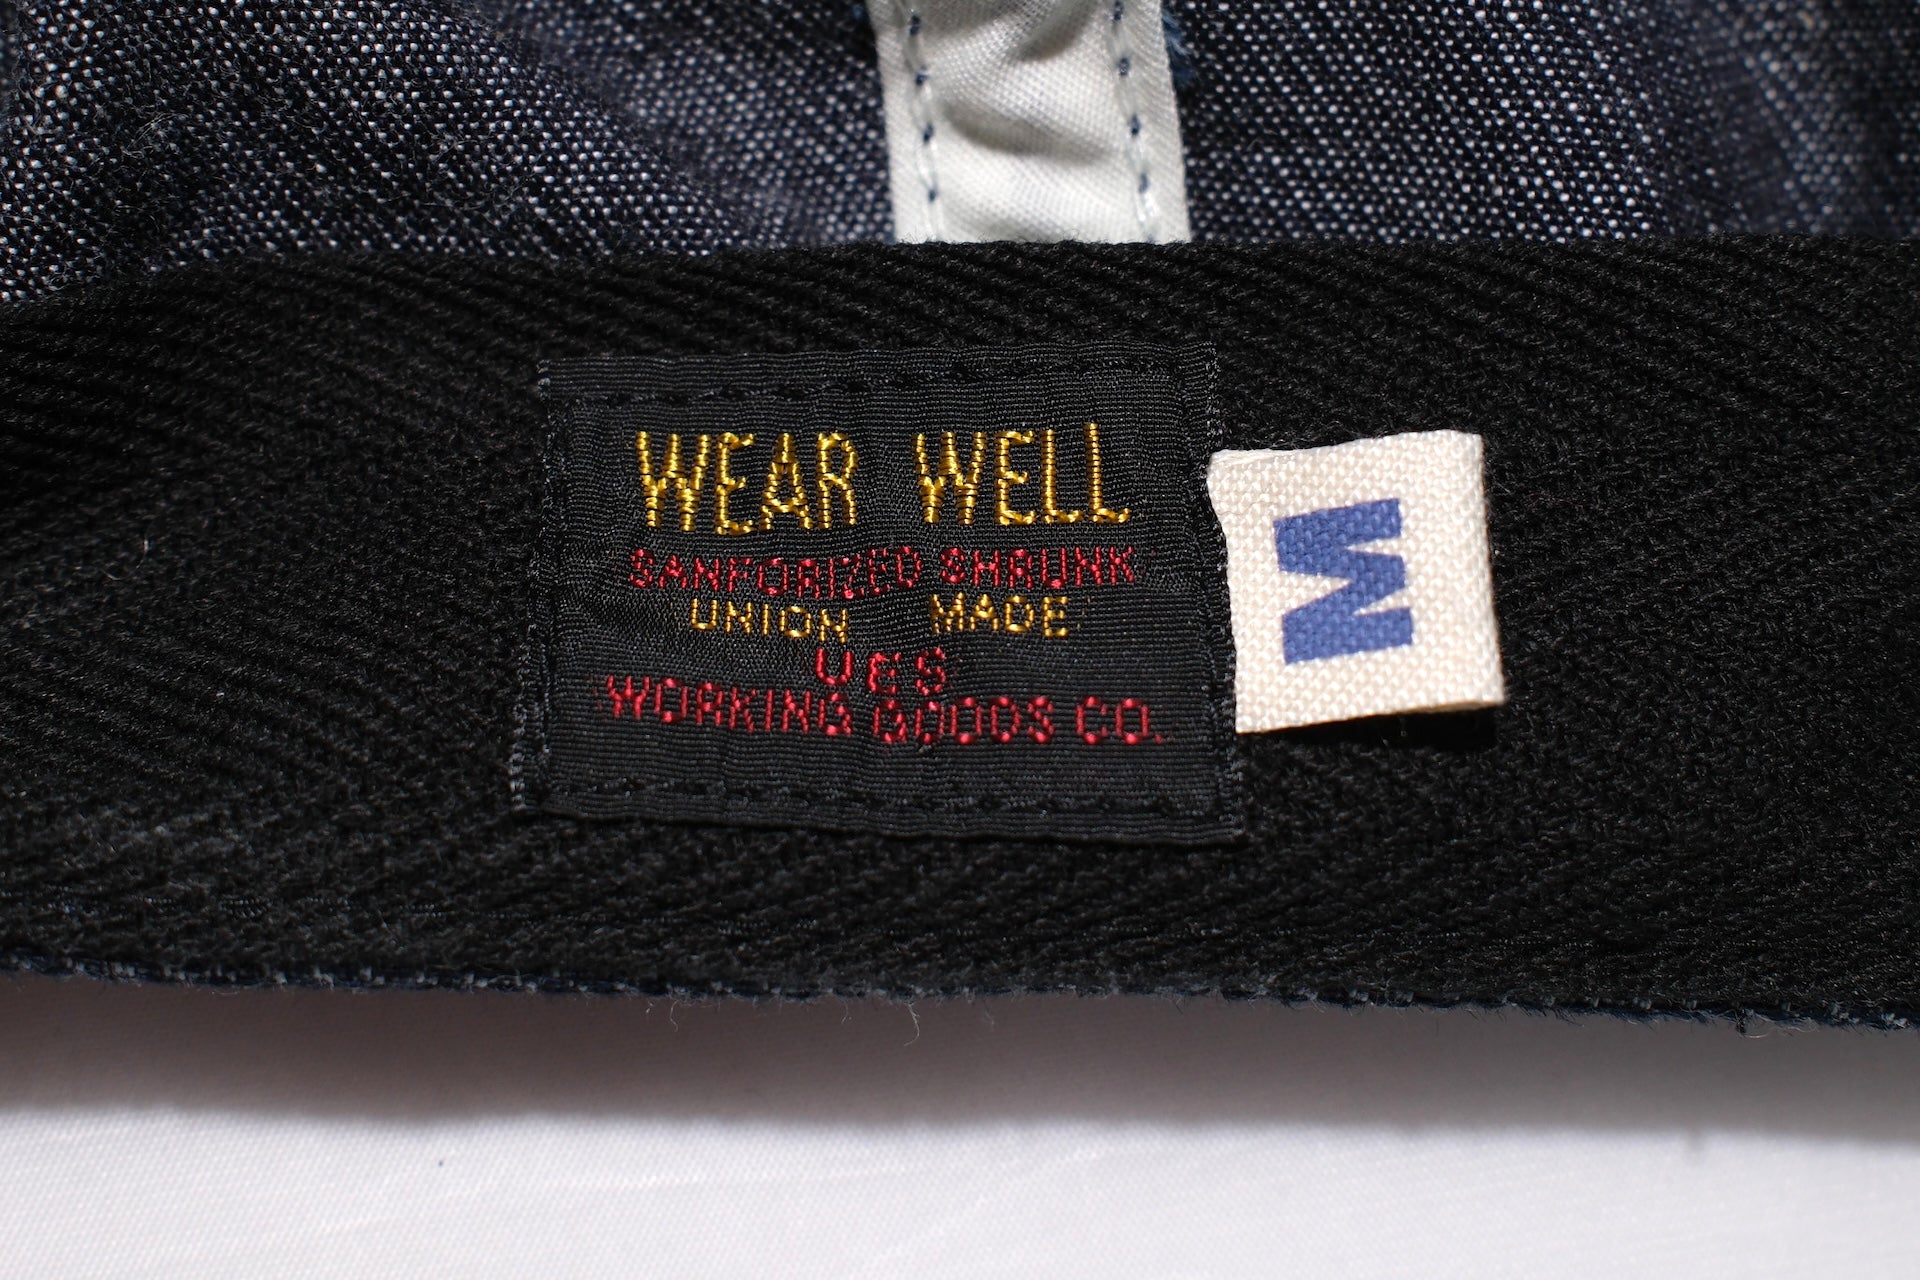 WEAR WELL
SANFORIZED SHRUNK
UNION MADE
UES
WORKING GOODS CO.
M